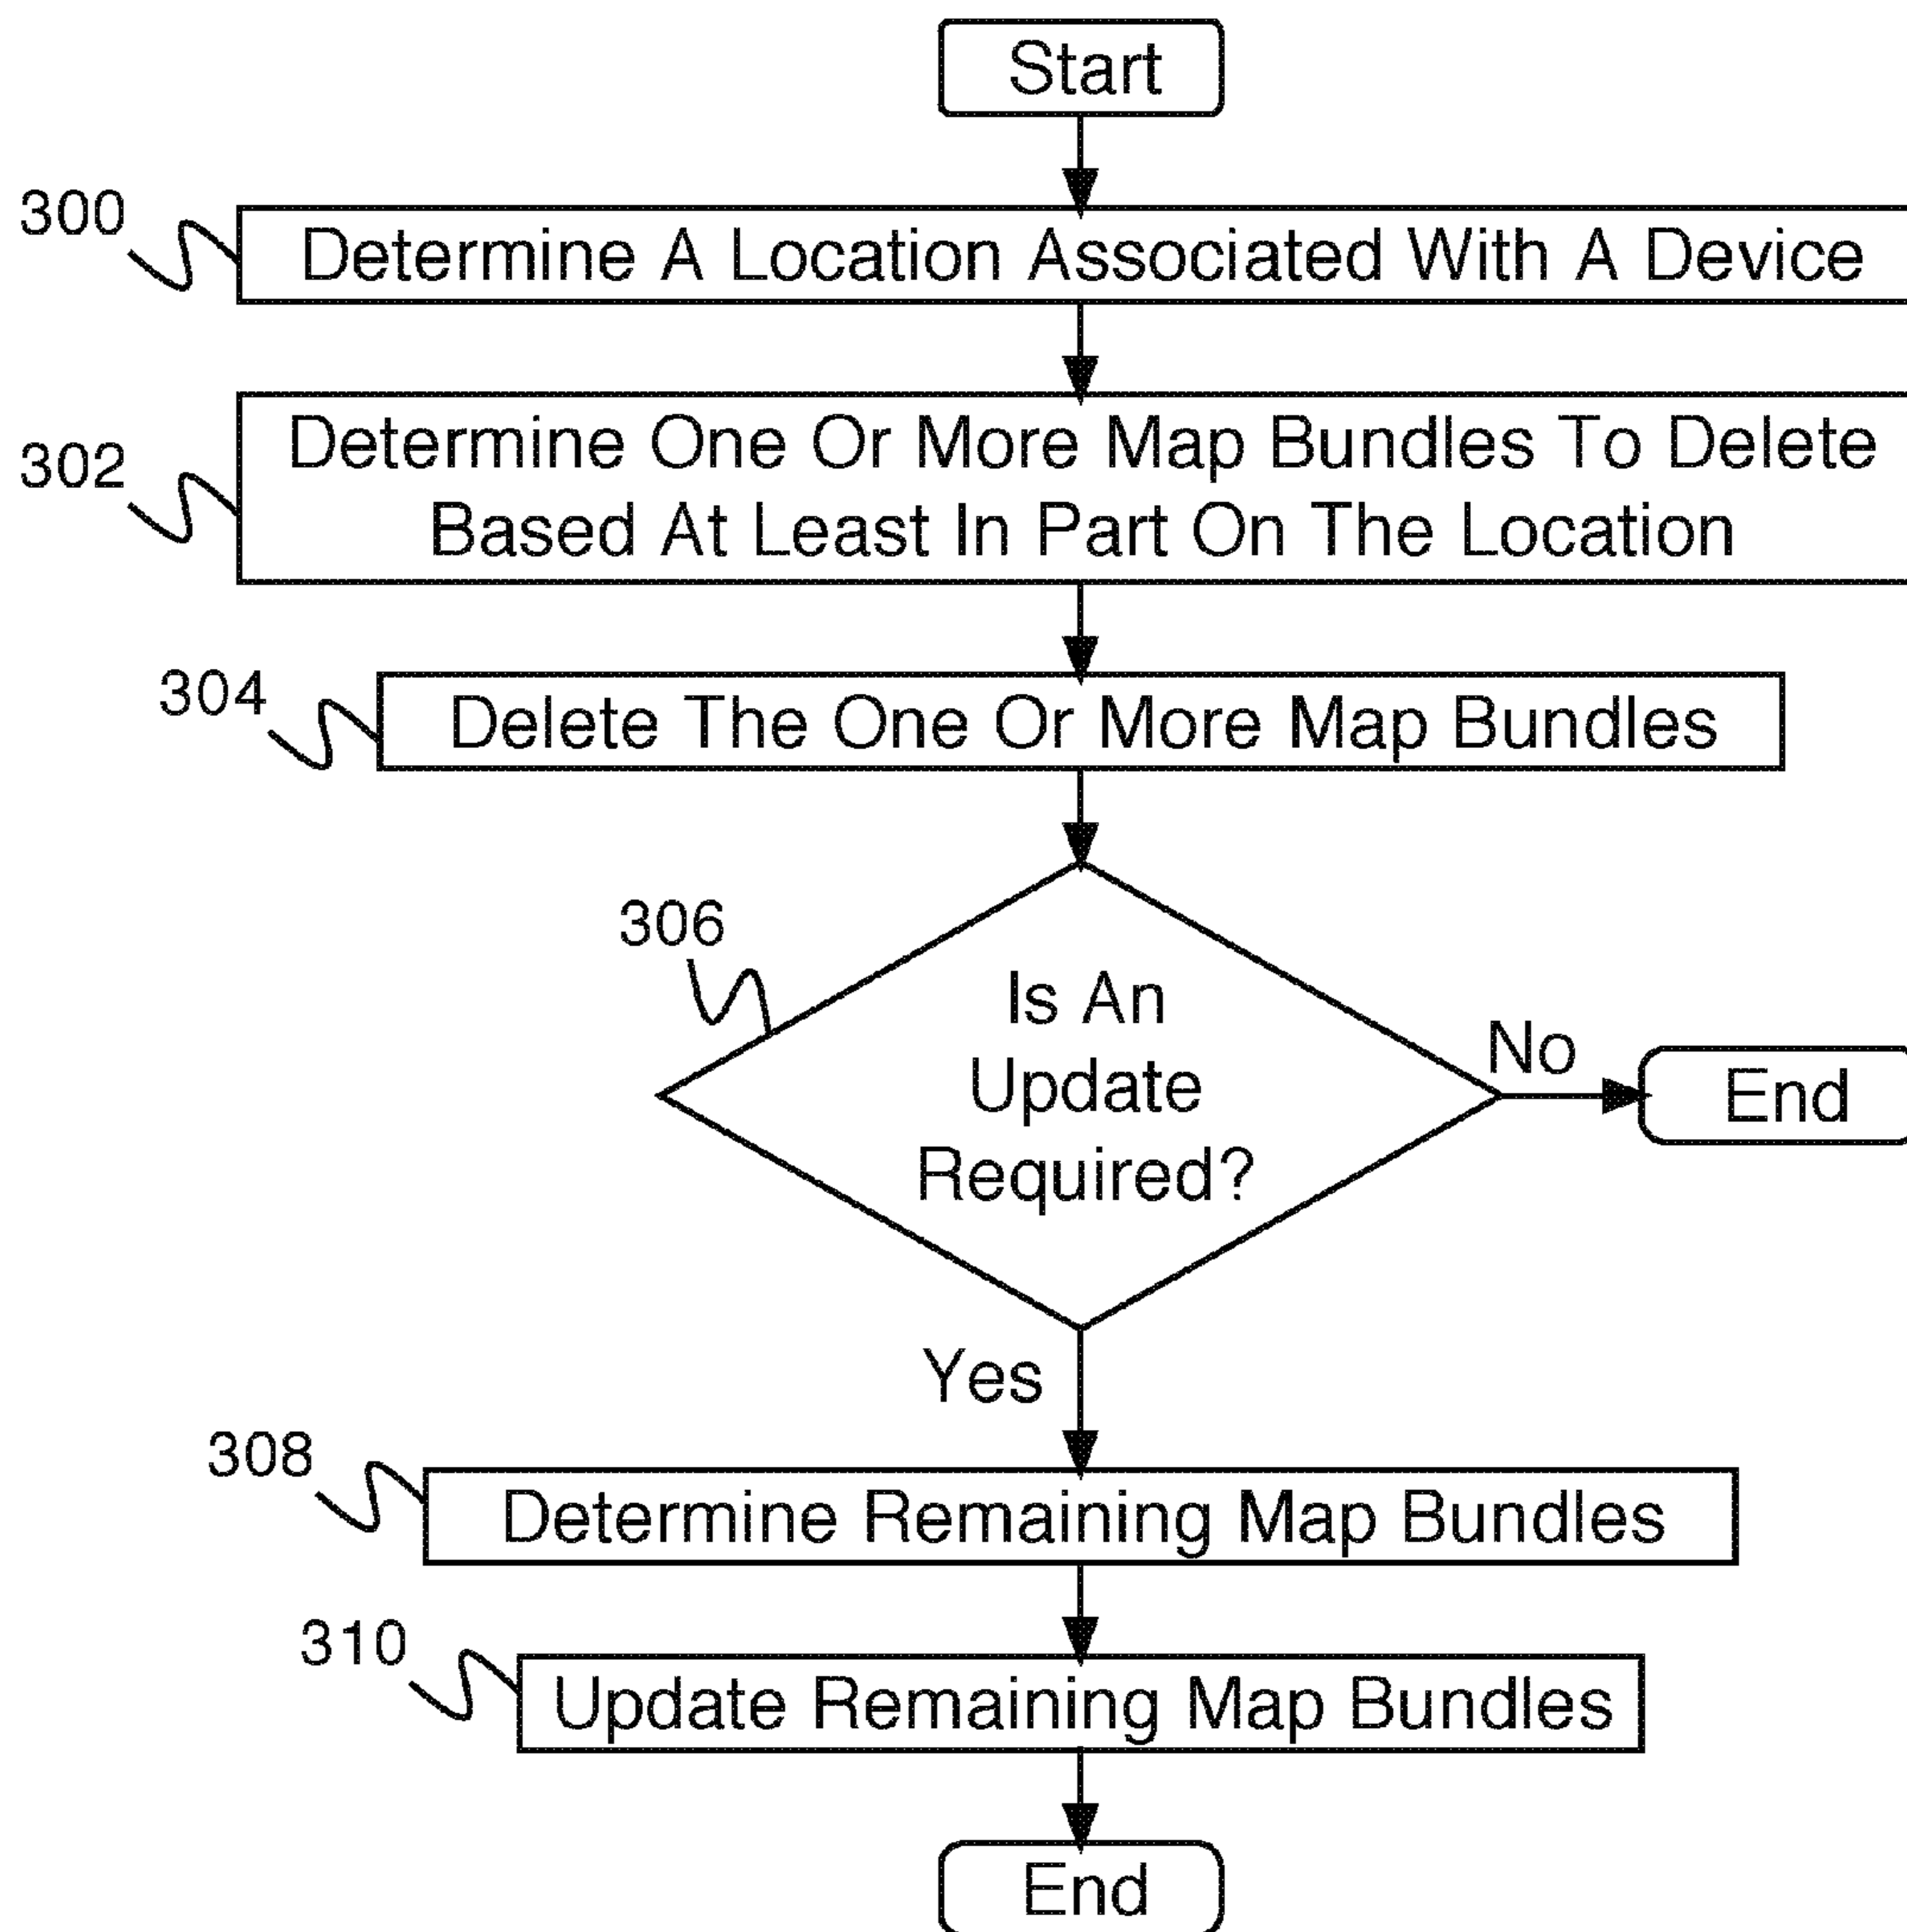 Start
300
Determine A Location Associated With A Device
302
Determine One Or More Map Bundles To Delete
Based At Least In Part On The Location
304
Delete The One Or More Map Bundles
306
Is An
Update
Required?
No
End
Yes
308
Determine Remaining Map Bundles
310
Update Remaining Map Bundles
End